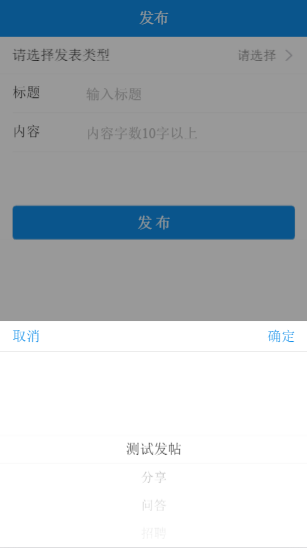 发布
请选择发表类型 请选择
标题 输入标题
内容 内容字数10字以上
发布
取消 确定
测试发帖
分享
问答
招聘